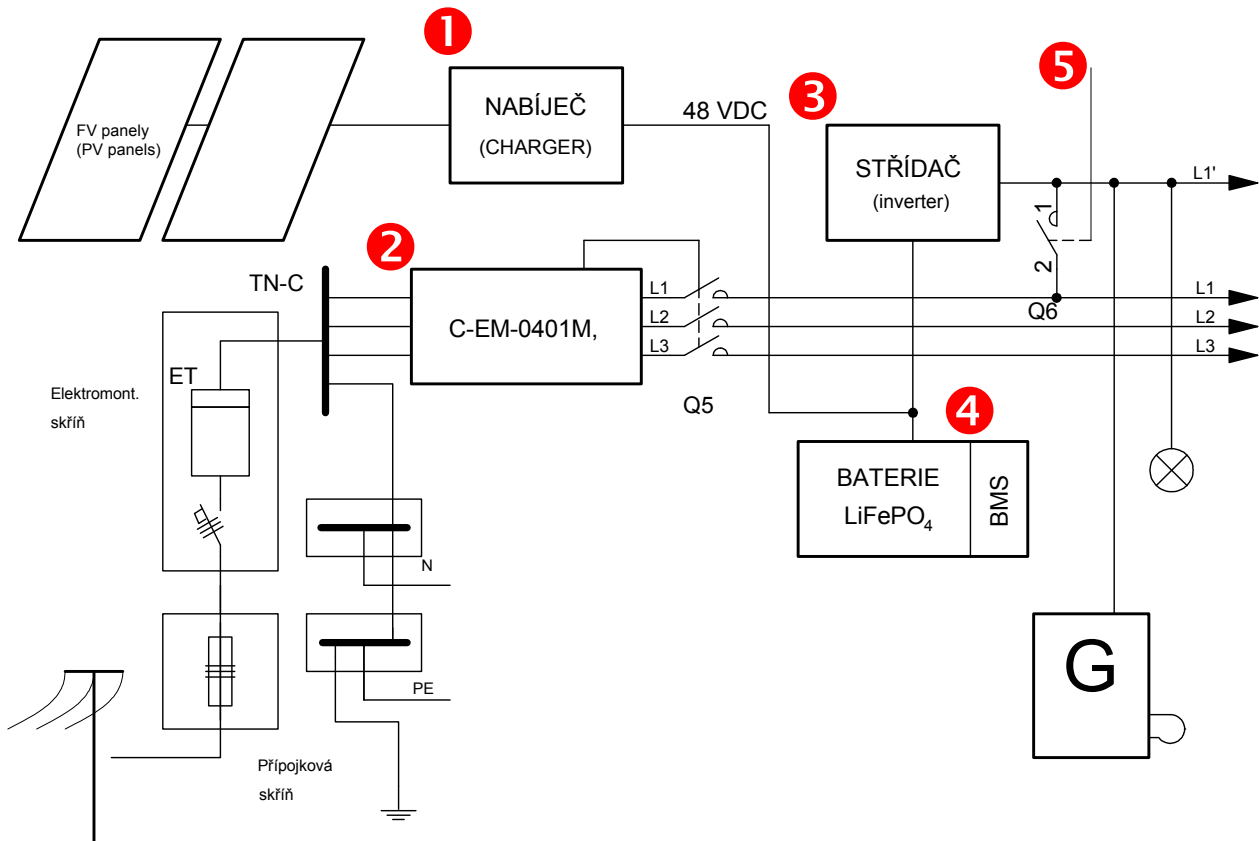 1
5
3
NABÍJEČ
(CHARGER)
48 VDC
FV panely
(PV panels)
STŘÍDAČ
(inverter)
L1'
1
2
2
TN-C
L1
L2
L3
C-EM-0401M,
Q6
L1
L2
L3
ET
Elektromont.
skříň
Q5
4
BATERIE
LiFePO₄
BMS
N
PE
G
Přípojková
skříň